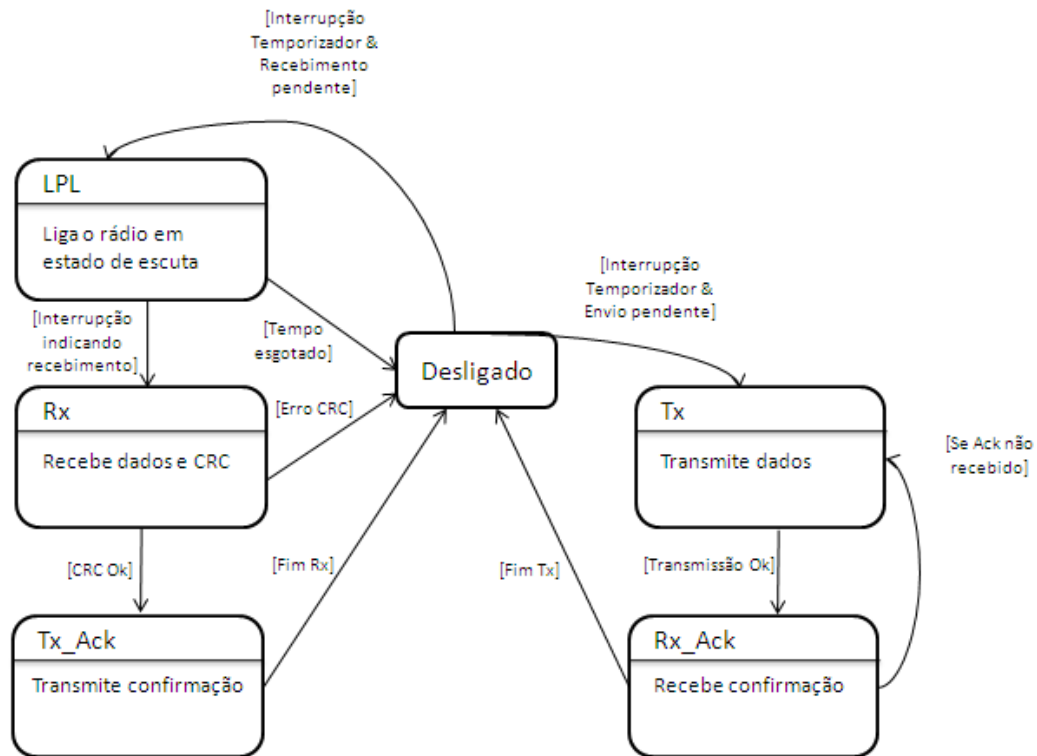 [Interrupção
Temporizador &
Recebimento
pendente]
LPL
Liga o rádio em
estado de escuta
[Interrupção
Temporizador &
Envio pendente]
[Interrupção
indicando
recebimento]
[Tempo
esgotado]
Desligado
Rx
Recebe dados e CRC
[Erro CRC]
Tx
Transmite dados
[Se Ack não
recebido]
[CRC Ok]
[Fim Rx]
[Fim Tx]
[Transmissão Ok]
Tx_Ack
Transmite confirmação
Rx_Ack
Recebe confirmação